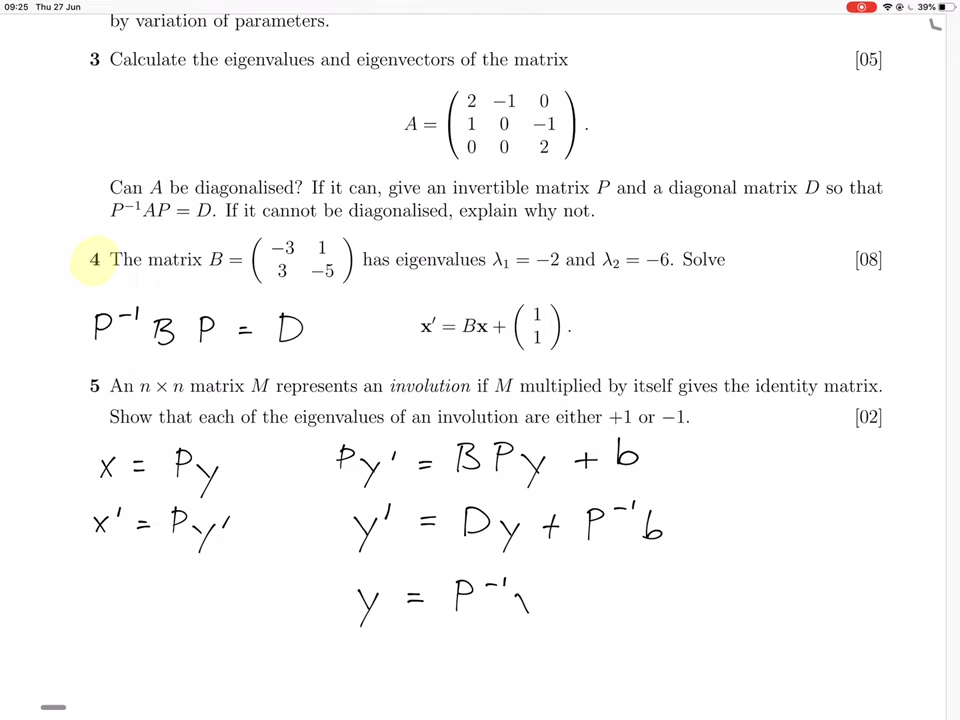 09:25 Thu 27 Jun 39%
by variation of parameters.
3 Calculate the eigenvalues and eigenvectors of the matrix [05]
A = ( 2 −1 0
1 0 −1
0 0 2 ) .
Can A be diagonalised? If it can, give an invertible matrix P and a diagonal matrix D so that
P⁻¹AP = D. If it cannot be diagonalised, explain why not.
4 The matrix B = ( −3 1
3 −5 ) has eigenvalues λ₁ = −2 and λ₂ = −6. Solve [08]
P⁻¹ B P = D
x′ = Bx + ( 1
1 ) .
5 An n × n matrix M represents an involution if M multiplied by itself gives the identity matrix.
Show that each of the eigenvalues of an involution are either +1 or −1. [02]
x = Py Py' = BPy + b
x' = Py' y' = Dy + P⁻¹b
y = P⁻¹